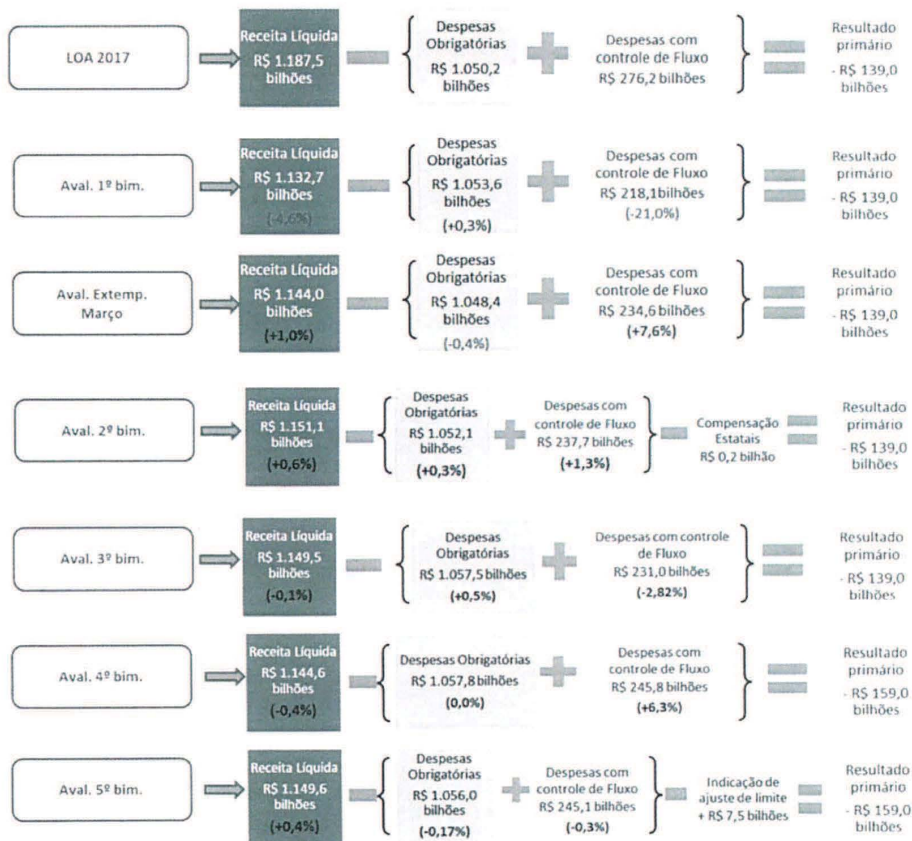 LOA 2017
Receita Líquida
R$ 1.187,5
bilhões
Despesas
Obrigatórias
R$ 1.050,2
bilhões
Despesas com
controle de Fluxo
R$ 276,2 bilhões
Resultado
primário
- R$ 139,0
bilhões
Aval. 1º bim.
Receita Líquida
R$ 1.132,7
bilhões
(-4,6%)
Despesas
Obrigatórias
R$ 1.053,6
bilhões
(+0,3%)
Despesas com
controle de Fluxo
R$ 218,1bilhões
(-21,0%)
Resultado
primário
- R$ 139,0
bilhões
Aval. Extemp.
Março
Receita Líquida
R$ 1.144,0
bilhões
(+1,0%)
Despesas
Obrigatórias
R$ 1.048,4
bilhões
(-0,4%)
Despesas com
controle de Fluxo
R$ 234,6 bilhões
(+7,6%)
Resultado
primário
- R$ 139,0
bilhões
Aval. 2º bim.
Receita Líquida
R$ 1.151,1
bilhões
(+0,6%)
Despesas
Obrigatórias
R$ 1.052,1
bilhões
(+0,3%)
Despesas com
controle de Fluxo
R$ 237,7 bilhões
(+1,3%)
Compensação
Estatais
R$ 0,2 bilhão
Resultado
primário
- R$ 139,0
bilhões
Aval. 3º bim.
Receita Líquida
R$ 1.149,5
bilhões
(-0,1%)
Despesas
Obrigatórias
R$ 1.057,5 bilhões
(+0,5%)
Despesas com controle
de Fluxo
R$ 231,0 bilhões
(-2,82%)
Resultado
primário
- R$ 139,0
bilhões
Aval. 4º bim.
Receita Líquida
R$ 1.144,6
bilhões
(-0,4%)
Despesas Obrigatórias
R$ 1.057,8 bilhões
(0,0%)
Despesas com
controle de Fluxo
R$ 245,8 bilhões
(+6,3%)
Resultado
primário
- R$ 159,0
bilhões
Aval. 5º bim.
Receita Líquida
R$ 1.149,6
bilhões
(+0,4%)
Despesas
Obrigatórias
R$ 1.056,0
bilhões
(-0,17%)
Despesas com
controle de Fluxo
R$ 245,1 bilhões
(-0,3%)
Indicação de
ajuste de limite
+ R$ 7,5 bilhões
Resultado
primário
- R$ 159,0
bilhões